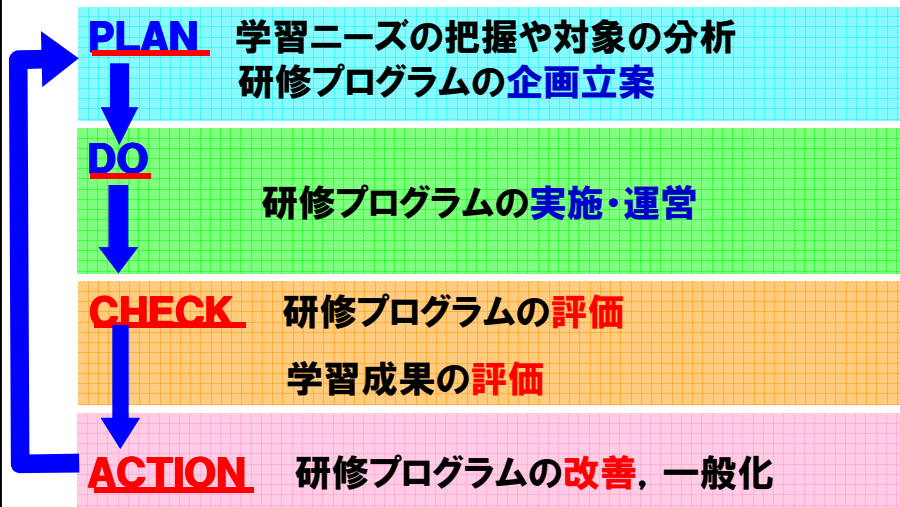 PLAN 学習ニーズの把握や対象の分析
研修プログラムの企画立案
DO
研修プログラムの実施・運営
CHECK 研修プログラムの評価
学習成果の評価
ACTION 研修プログラムの改善，一般化